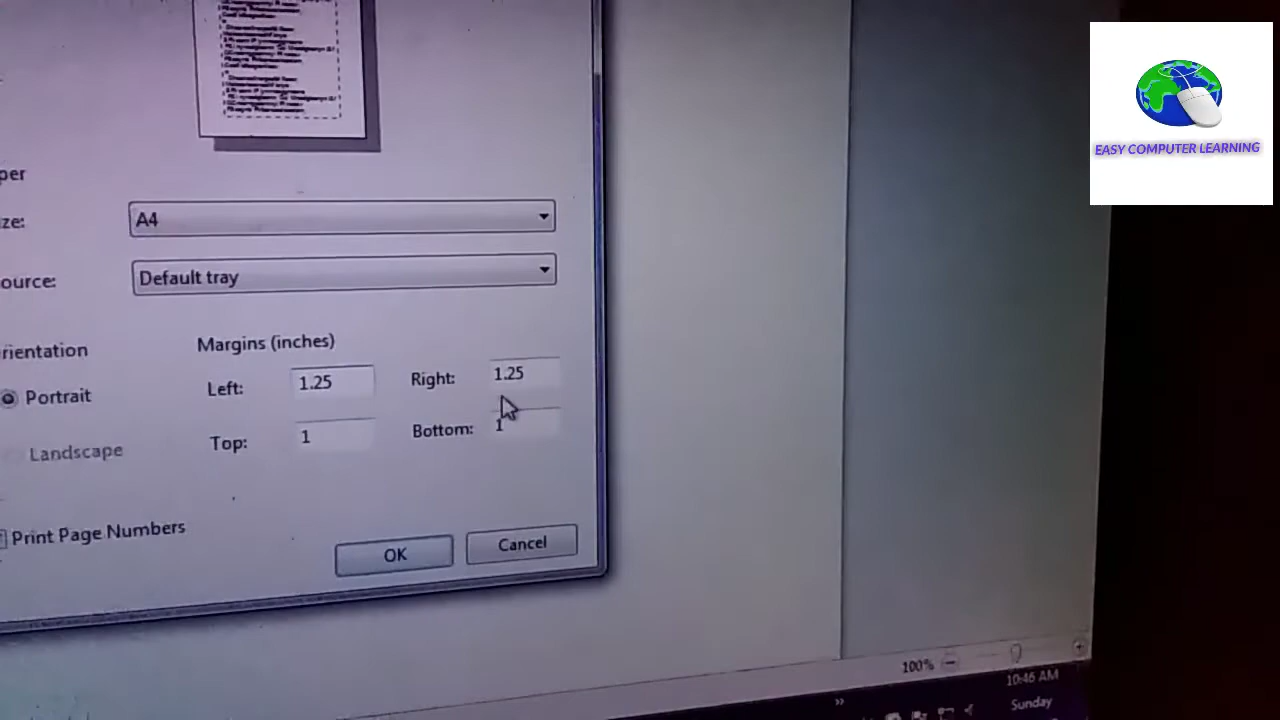 EASY COMPUTER LEARNING
per
ze:
A4
ource:
Default tray
rientation
Margins (inches)
Portrait
Left:
1.25
Right:
1.25
Landscape
Top:
1
Bottom:
1
Print Page Numbers
OK
Cancel
100%
10:46 AM
Sunday